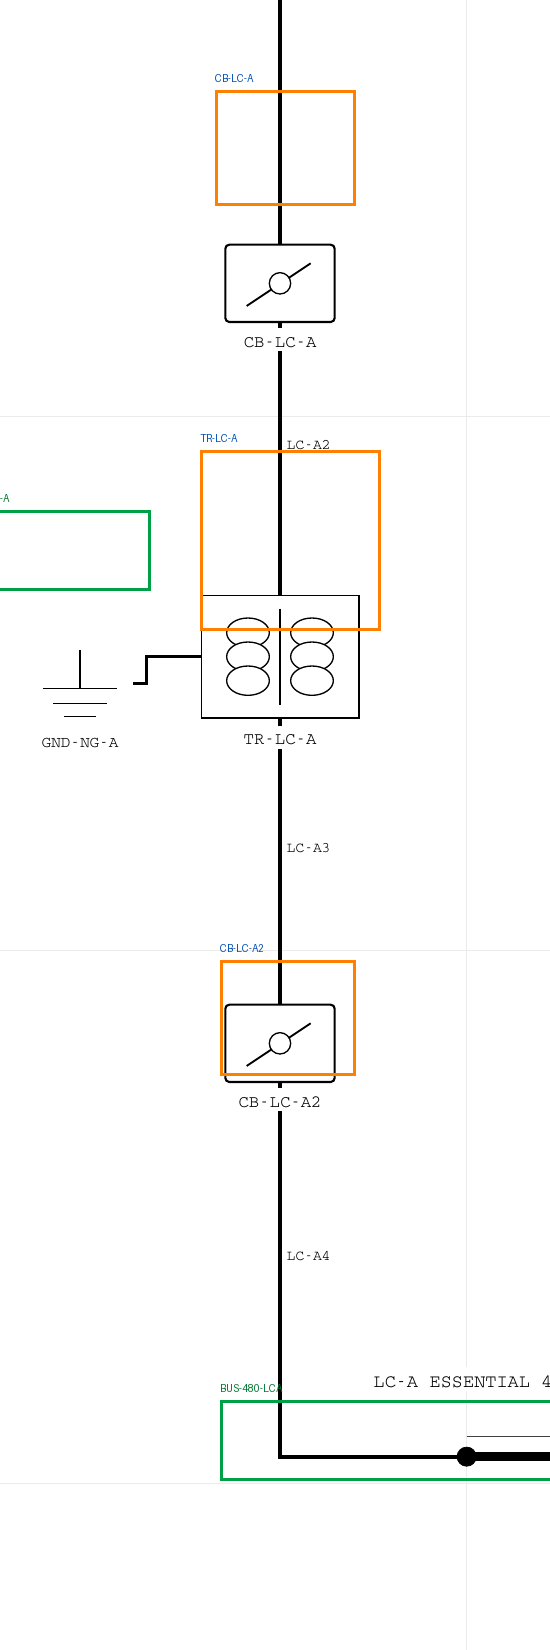 CB-LC-A
CB-LC-A
LC-A2
TR-LC-A
-A
GND-NG-A
TR-LC-A
LC-A3
CB-LC-A2
CB-LC-A2
LC-A4
LC-A ESSENTIAL 4
BUS-480-LCA